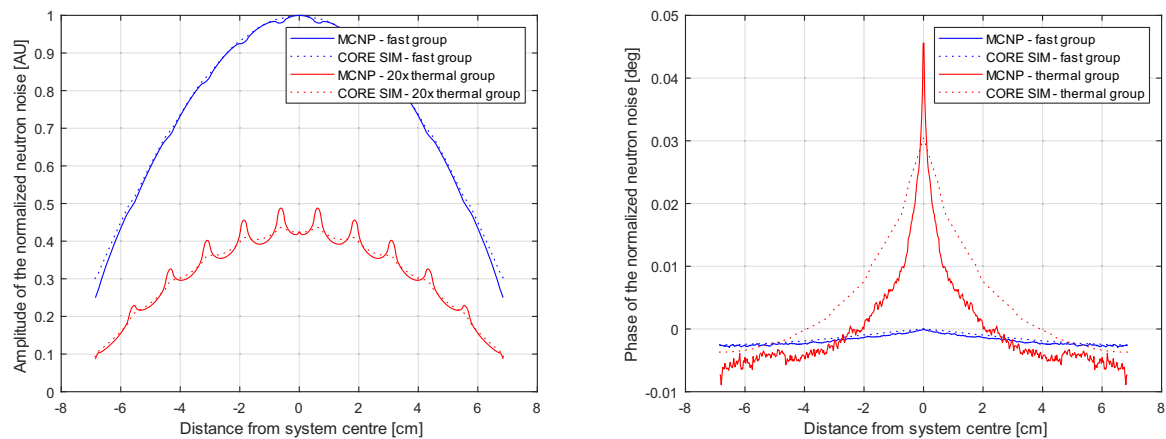 Amplitude of the normalized neutron noise [AU]
1
0.9
0.8
0.7
0.6
0.5
0.4
0.3
0.2
0.1
0
-8 -6 -4 -2 0 2 4 6 8
Distance from system centre [cm]
MCNP - fast group
CORE SIM - fast group
MCNP - 20x thermal group
CORE SIM - 20x thermal group
Phase of the normalized neutron noise [deg]
0.05
0.04
0.03
0.02
0.01
0
-0.01
-8 -6 -4 -2 0 2 4 6 8
Distance from system centre [cm]
MCNP - fast group
CORE SIM - fast group
MCNP - thermal group
CORE SIM - thermal group